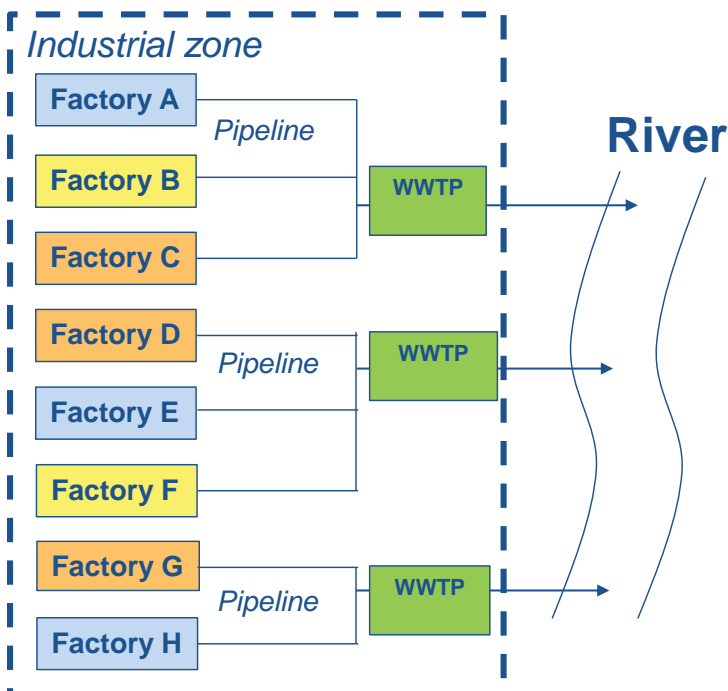 Industrial zone
Factory A
Pipeline
River
Factory B
WWTP
Factory C
Factory D
Pipeline
WWTP
Factory E
Factory F
Factory G
WWTP
Pipeline
Factory H